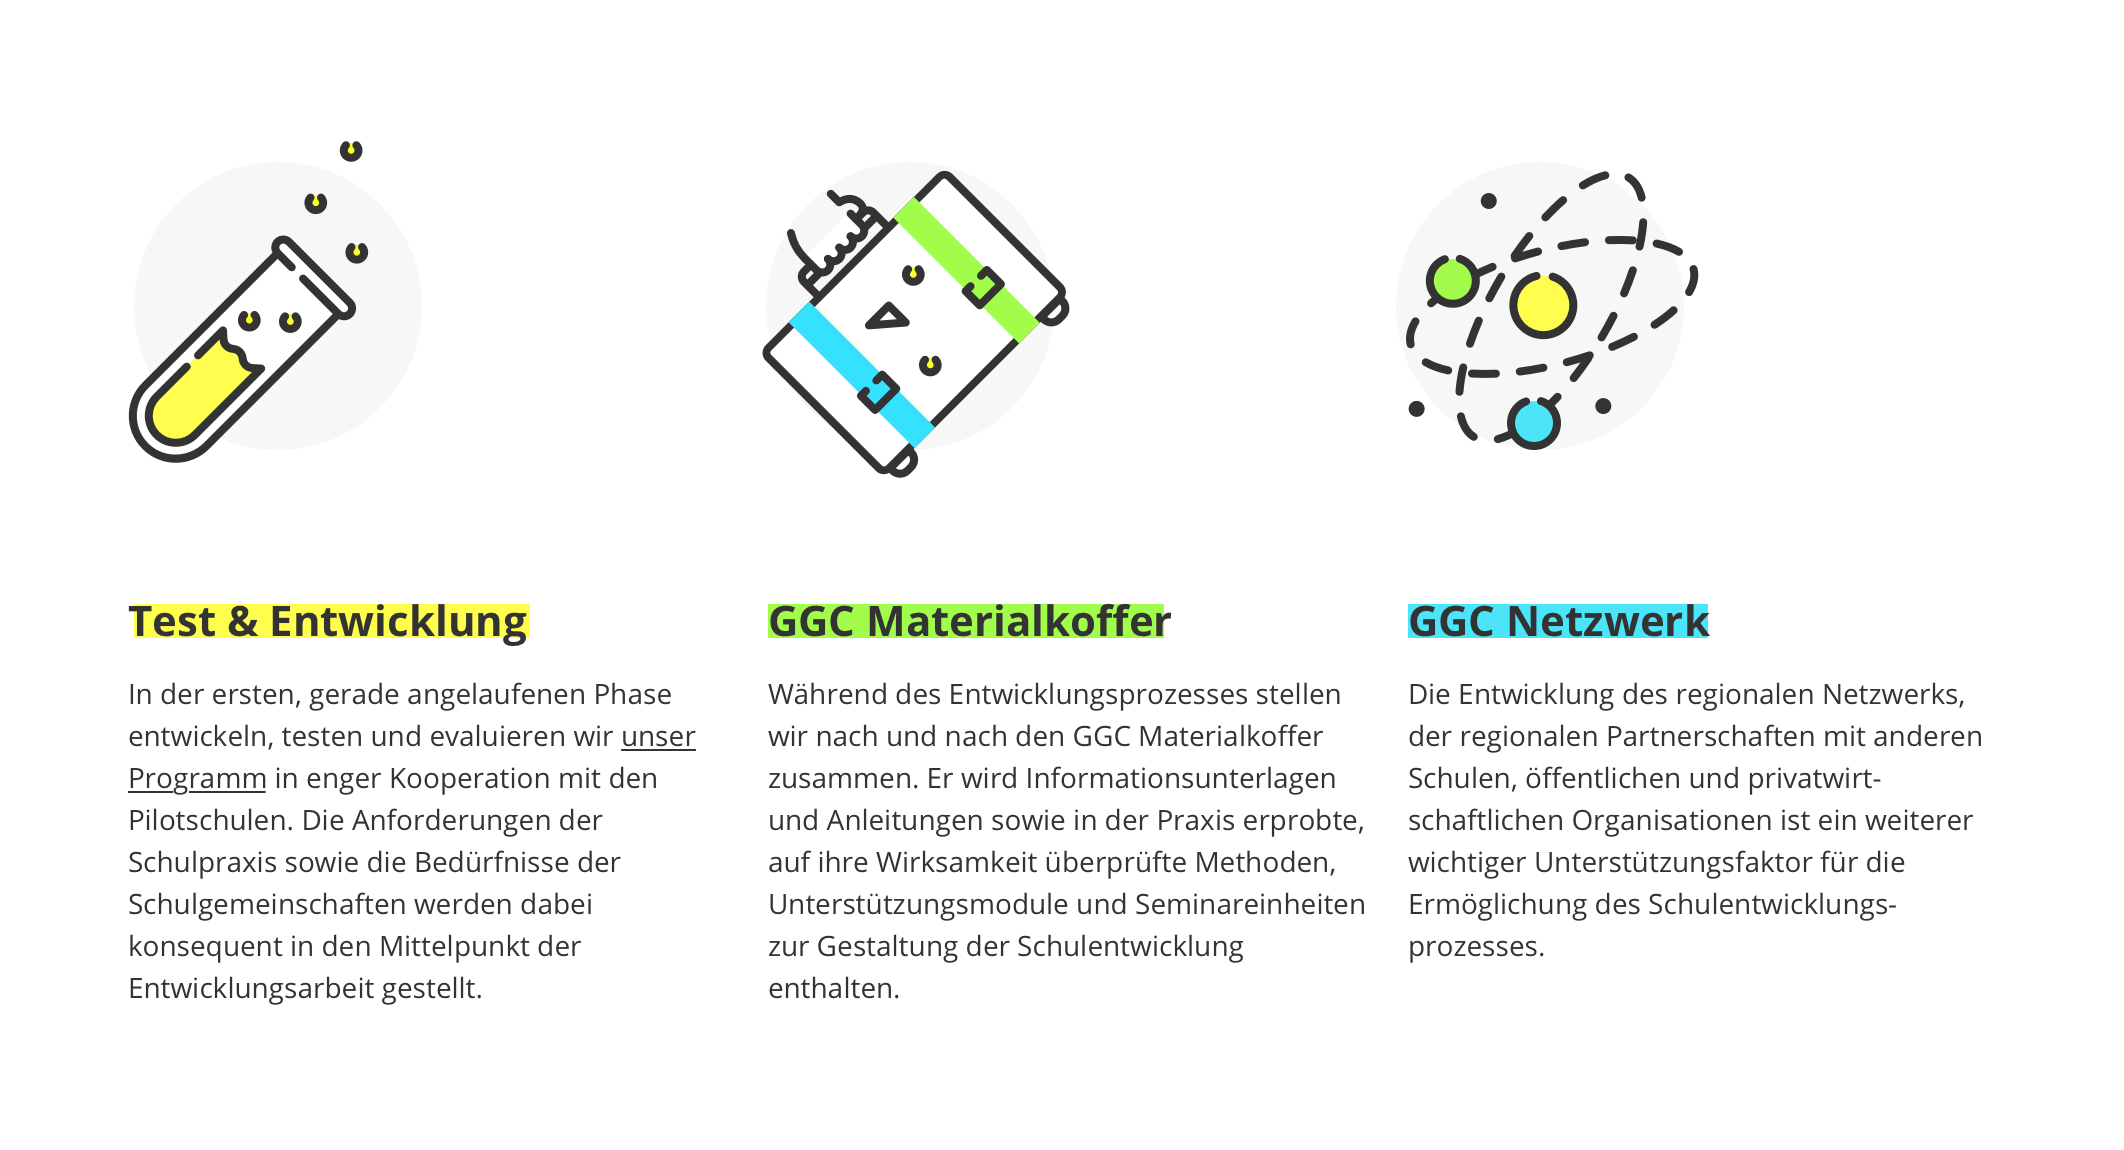 Test & Entwicklung
In der ersten, gerade angelaufenen Phase
entwickeln, testen und evaluieren wir unser
Programm in enger Kooperation mit den
Pilotschulen. Die Anforderungen der
Schulpraxis sowie die Bedürfnisse der
Schulgemeinschaften werden dabei
konsequent in den Mittelpunkt der
Entwicklungsarbeit gestellt.
GGC Materialkoffer
Während des Entwicklungsprozesses stellen
wir nach und nach den GGC Materialkoffer
zusammen. Er wird Informationsunterlagen
und Anleitungen sowie in der Praxis erprobte,
auf ihre Wirksamkeit überprüfte Methoden,
Unterstützungsmodule und Seminareinheiten
zur Gestaltung der Schulentwicklung
enthalten.
GGC Netzwerk
Die Entwicklung des regionalen Netzwerks,
der regionalen Partnerschaften mit anderen
Schulen, öffentlichen und privatwirt-
schaftlichen Organisationen ist ein weiterer
wichtiger Unterstützungsfaktor für die
Ermöglichung des Schulentwicklungs-
prozesses.